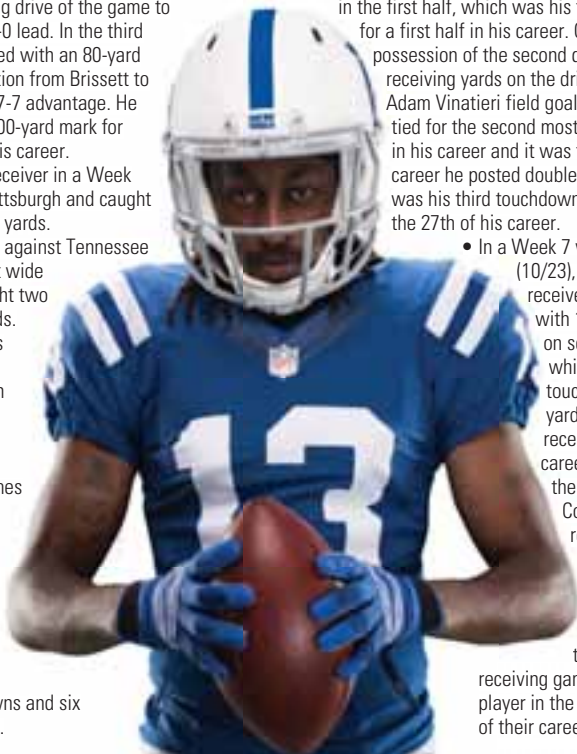 g drive of the game to
-0 lead. In the third
ed with an 80-yard
tion from Brissett to
7-7 advantage. He
00-yard mark for
is career.
eceiver in a Week
ttsburgh and caught
yards.
against Tennessee
t wide
ht two
ds.
s
n
nes
wns and six
.
in the first half, which was his
for a first half in his career.
possession of the second
receiving yards on the dri
Adam Vinatieri field goal
tied for the second most
in his career and it was
career he posted double
was his third touchdown
the 27th of his career.
• In a Week 7
(10/23),
receive
with 1
on se
whi
touc
yard
rece
caree
the
Co
re
t
receiving gam
player in the
of their caree
13